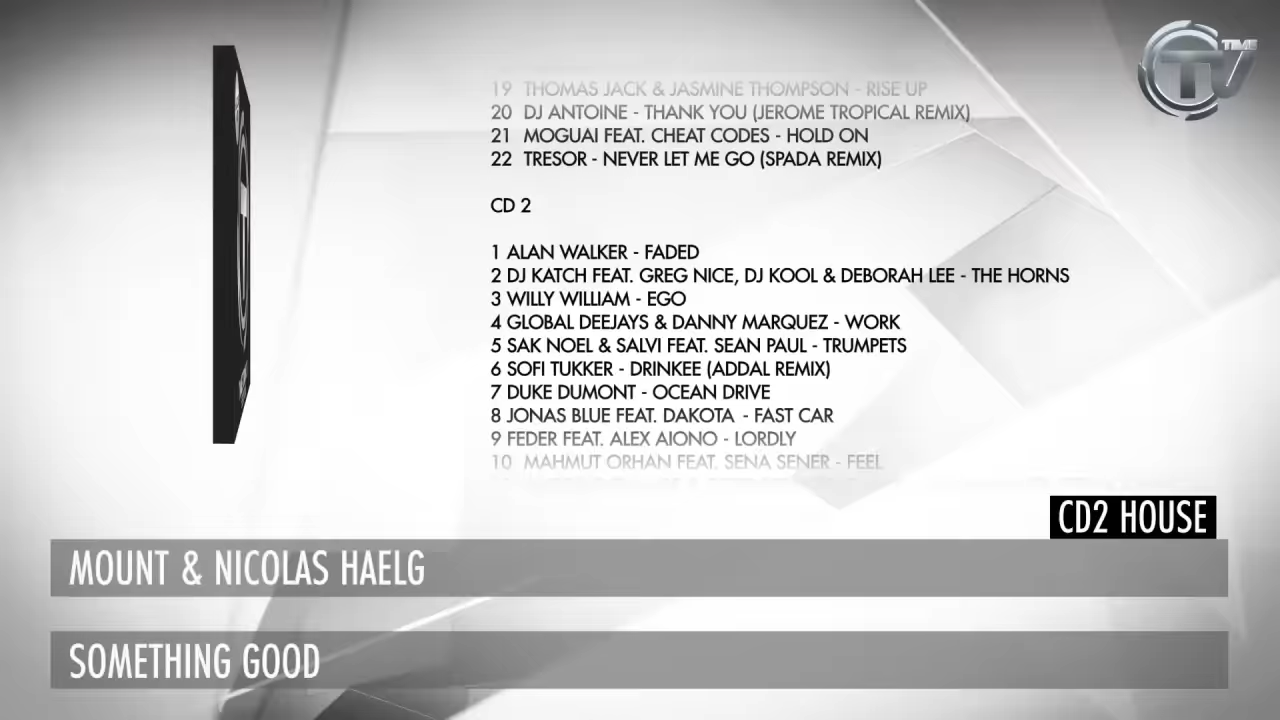 TIME
TV
19 THOMAS JACK & JASMINE THOMPSON - RISE UP
20 DJ ANTOINE - THANK YOU (JEROME TROPICAL REMIX)
21 MOGUAI FEAT. CHEAT CODES - HOLD ON
22 TRESOR - NEVER LET ME GO (SPADA REMIX)
CD 2
1 ALAN WALKER - FADED
2 DJ KATCH FEAT. GREG NICE, DJ KOOL & DEBORAH LEE - THE HORNS
3 WILLY WILLIAM - EGO
4 GLOBAL DEEJAYS & DANNY MARQUEZ - WORK
5 SAK NOEL & SALVI FEAT. SEAN PAUL - TRUMPETS
6 SOFI TUKKER - DRINKEE (ADDAL REMIX)
7 DUKE DUMONT - OCEAN DRIVE
8 JONAS BLUE FEAT. DAKOTA - FAST CAR
9 FEDER FEAT. ALEX AIONO - LORDLY
10 MAHMUT ORHAN FEAT. SENA SENER - FEEL
CD2 HOUSE
MOUNT & NICOLAS HAELG
SOMETHING GOOD